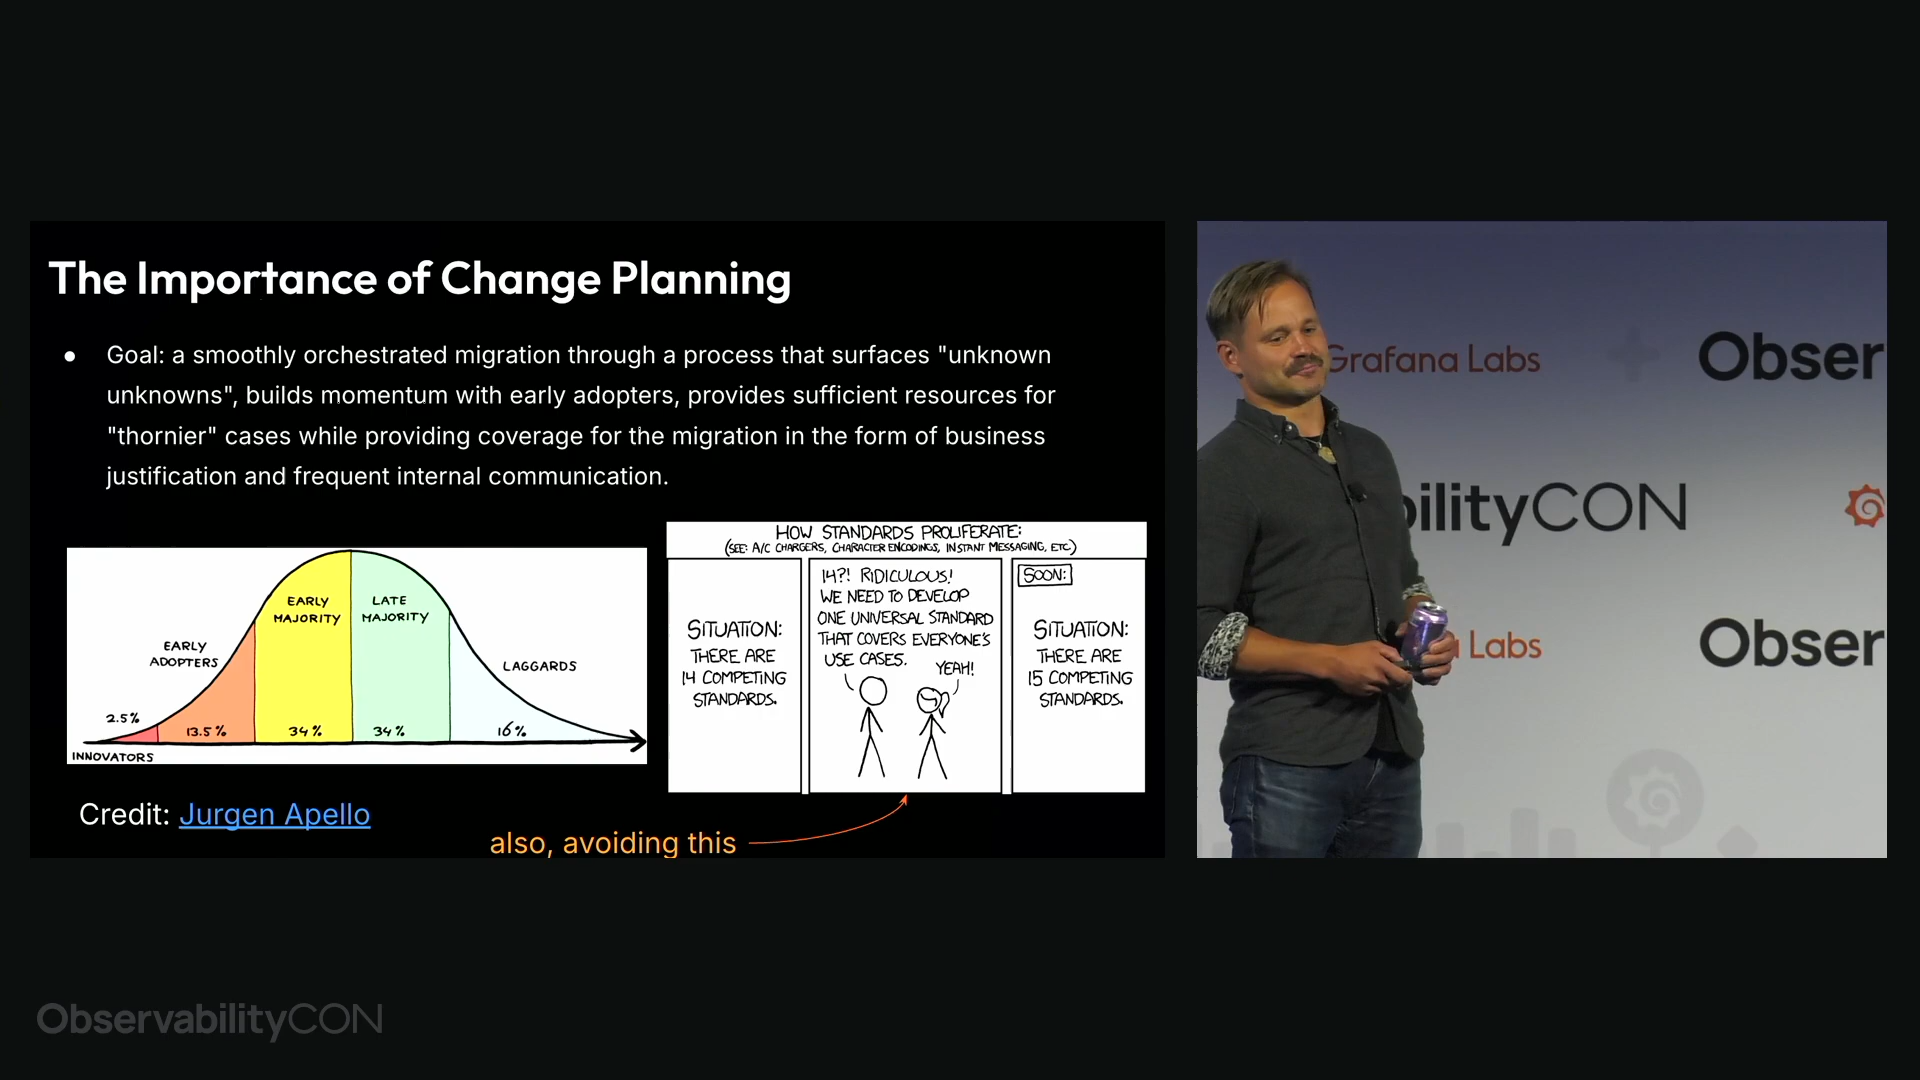 The Importance of Change Planning
● Goal: a smoothly orchestrated migration through a process that surfaces "unknown
unknowns", builds momentum with early adopters, provides sufficient resources for
"thornier" cases while providing coverage for the migration in the form of business
justification and frequent internal communication.
EARLY
ADOPTERS
EARLY
MAJORITY
LATE
MAJORITY
LAGGARDS
2.5%
13.5%
34%
34%
16%
INNOVATORS
Credit: Jurgen Apello
HOW STANDARDS PROLIFERATE:
(SEE: A/C CHARGERS, CHARACTER ENCODINGS, INSTANT MESSAGING, ETC.)
SITUATION:
THERE ARE
14 COMPETING
STANDARDS.
14?! RIDICULOUS!
WE NEED TO DEVELOP
ONE UNIVERSAL STANDARD
THAT COVERS EVERYONE'S
USE CASES.
YEAH!
SOON:
SITUATION:
THERE ARE
15 COMPETING
STANDARDS.
also, avoiding this
Grafana Labs
Obser
bilityCON
Labs
Obser
ObservabilityCON